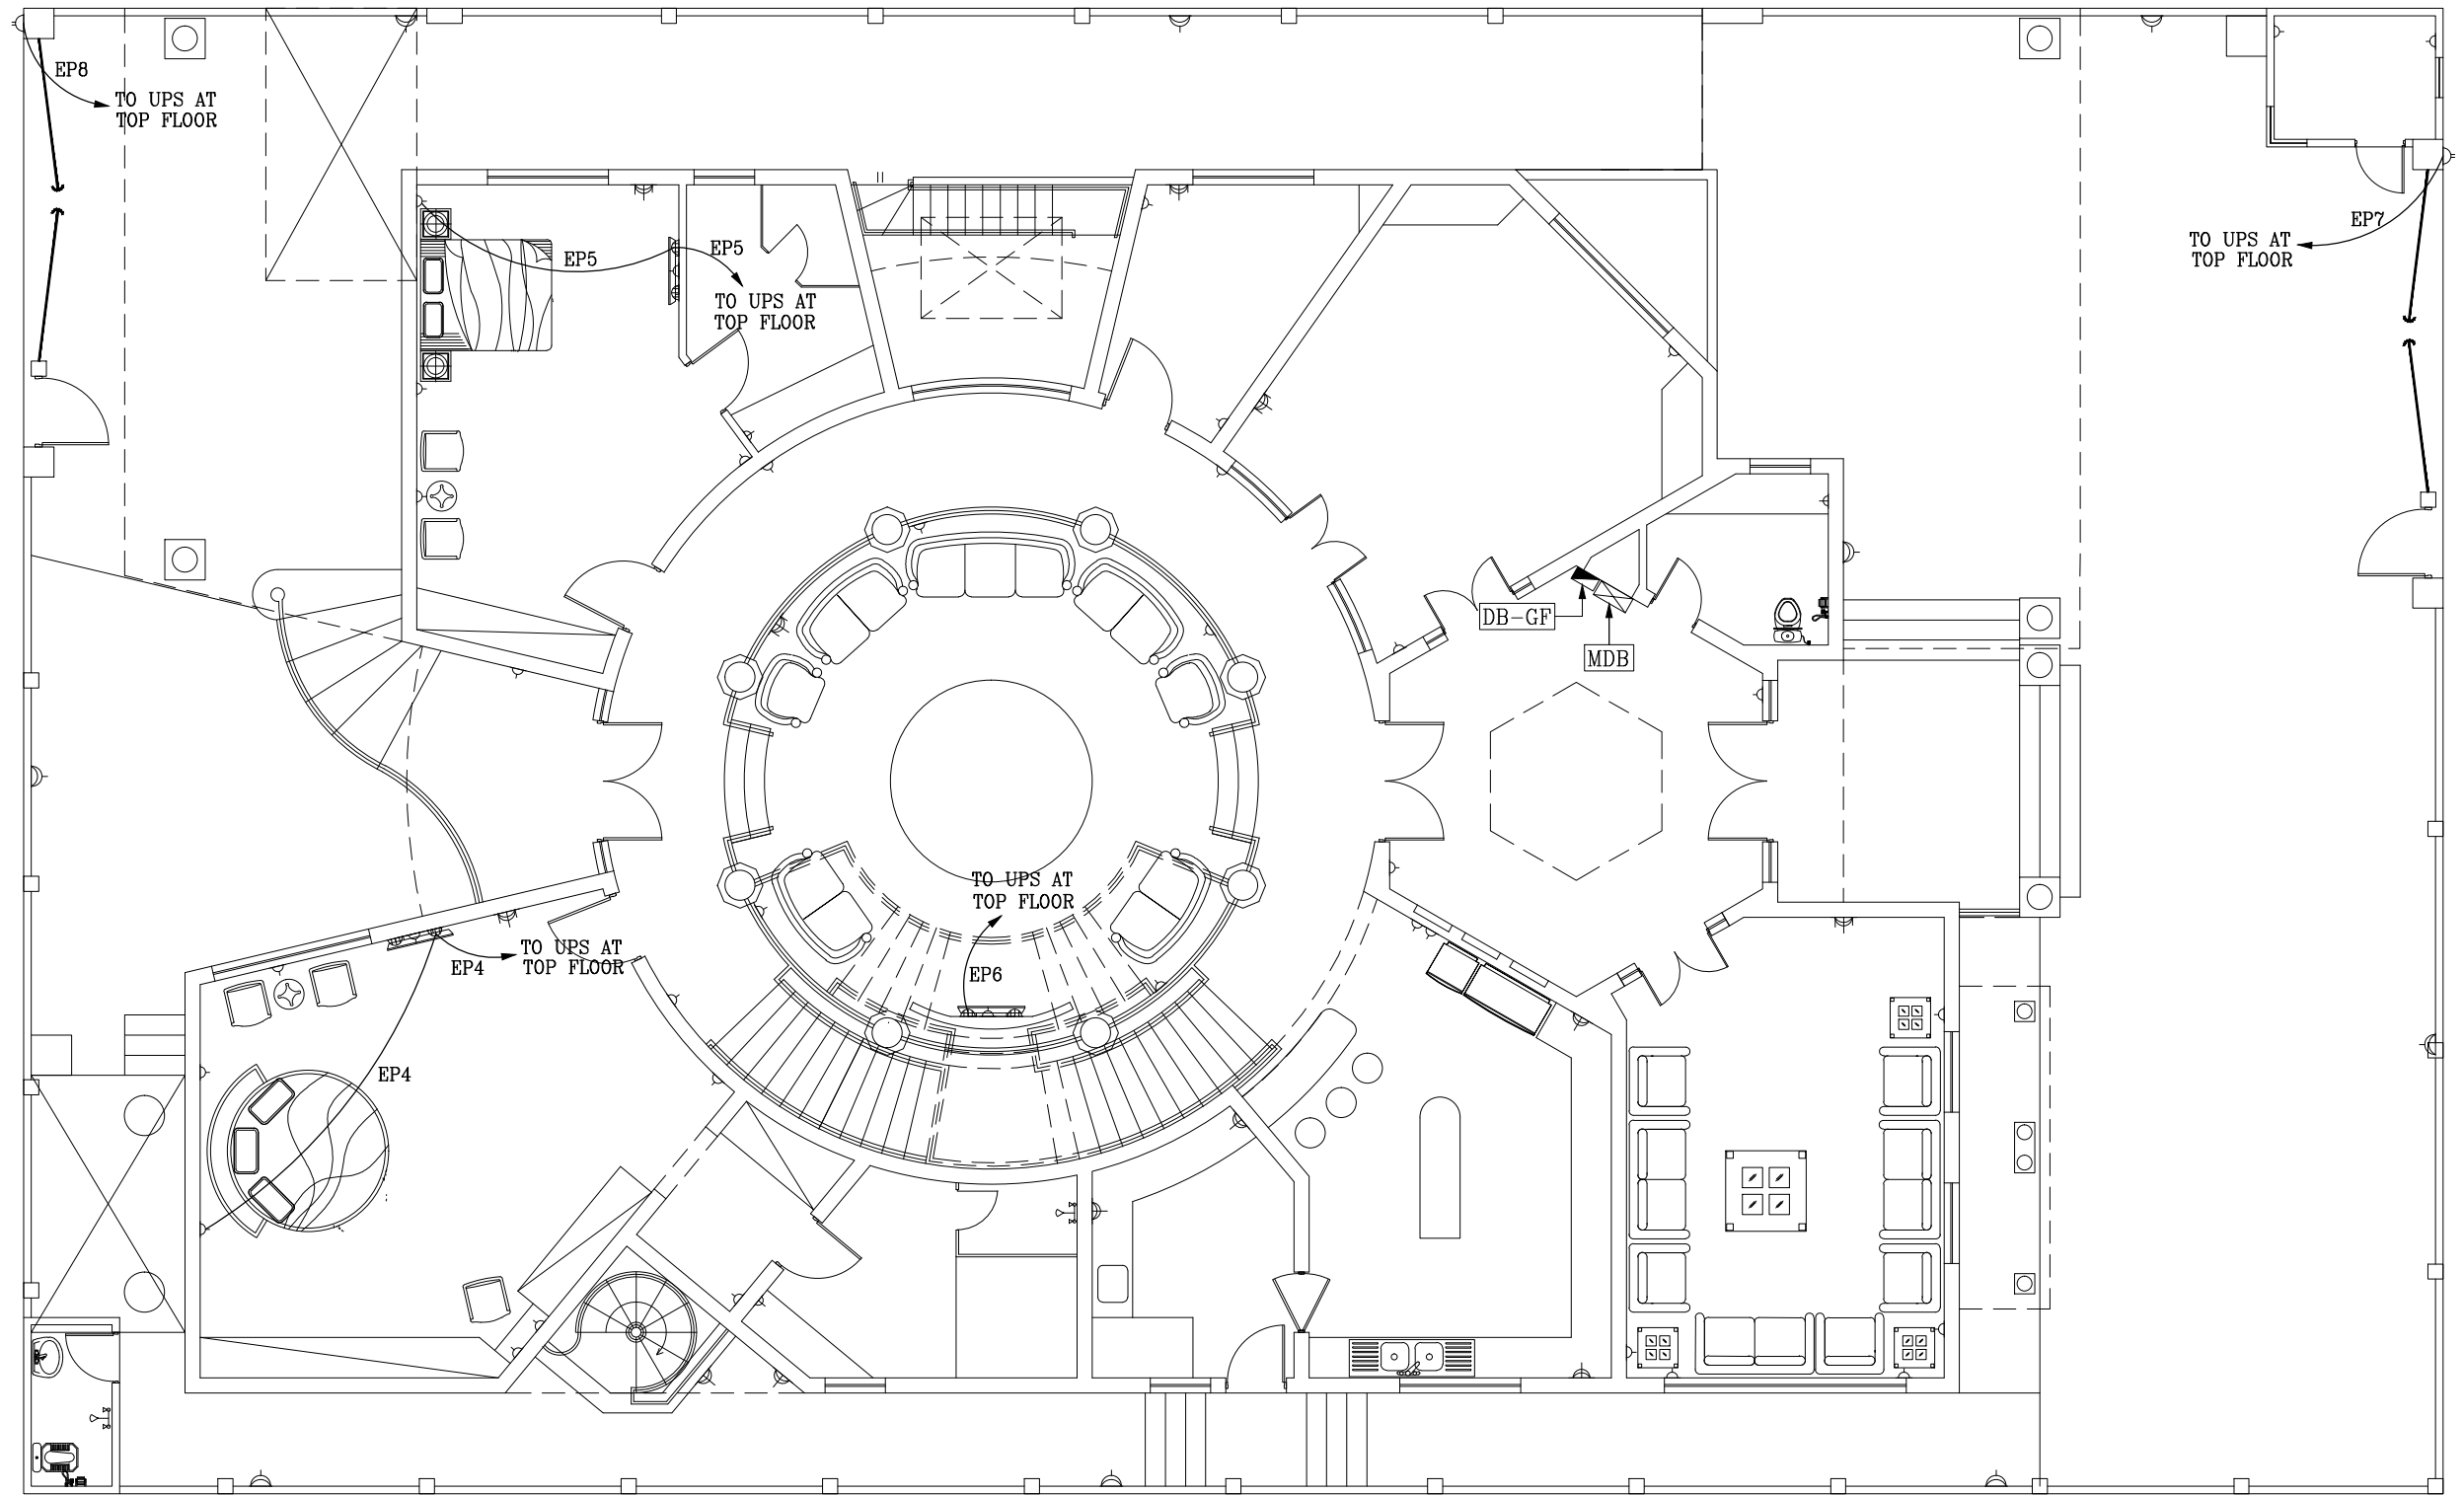 EP8
TO UPS AT
TOP FLOOR
EP5
EP5
TO UPS AT
TOP FLOOR
EP7
TO UPS AT
TOP FLOOR
DB-GF
MDB
TO UPS AT
TOP FLOOR
EP6
TO UPS AT
TOP FLOOR
EP4
EP4